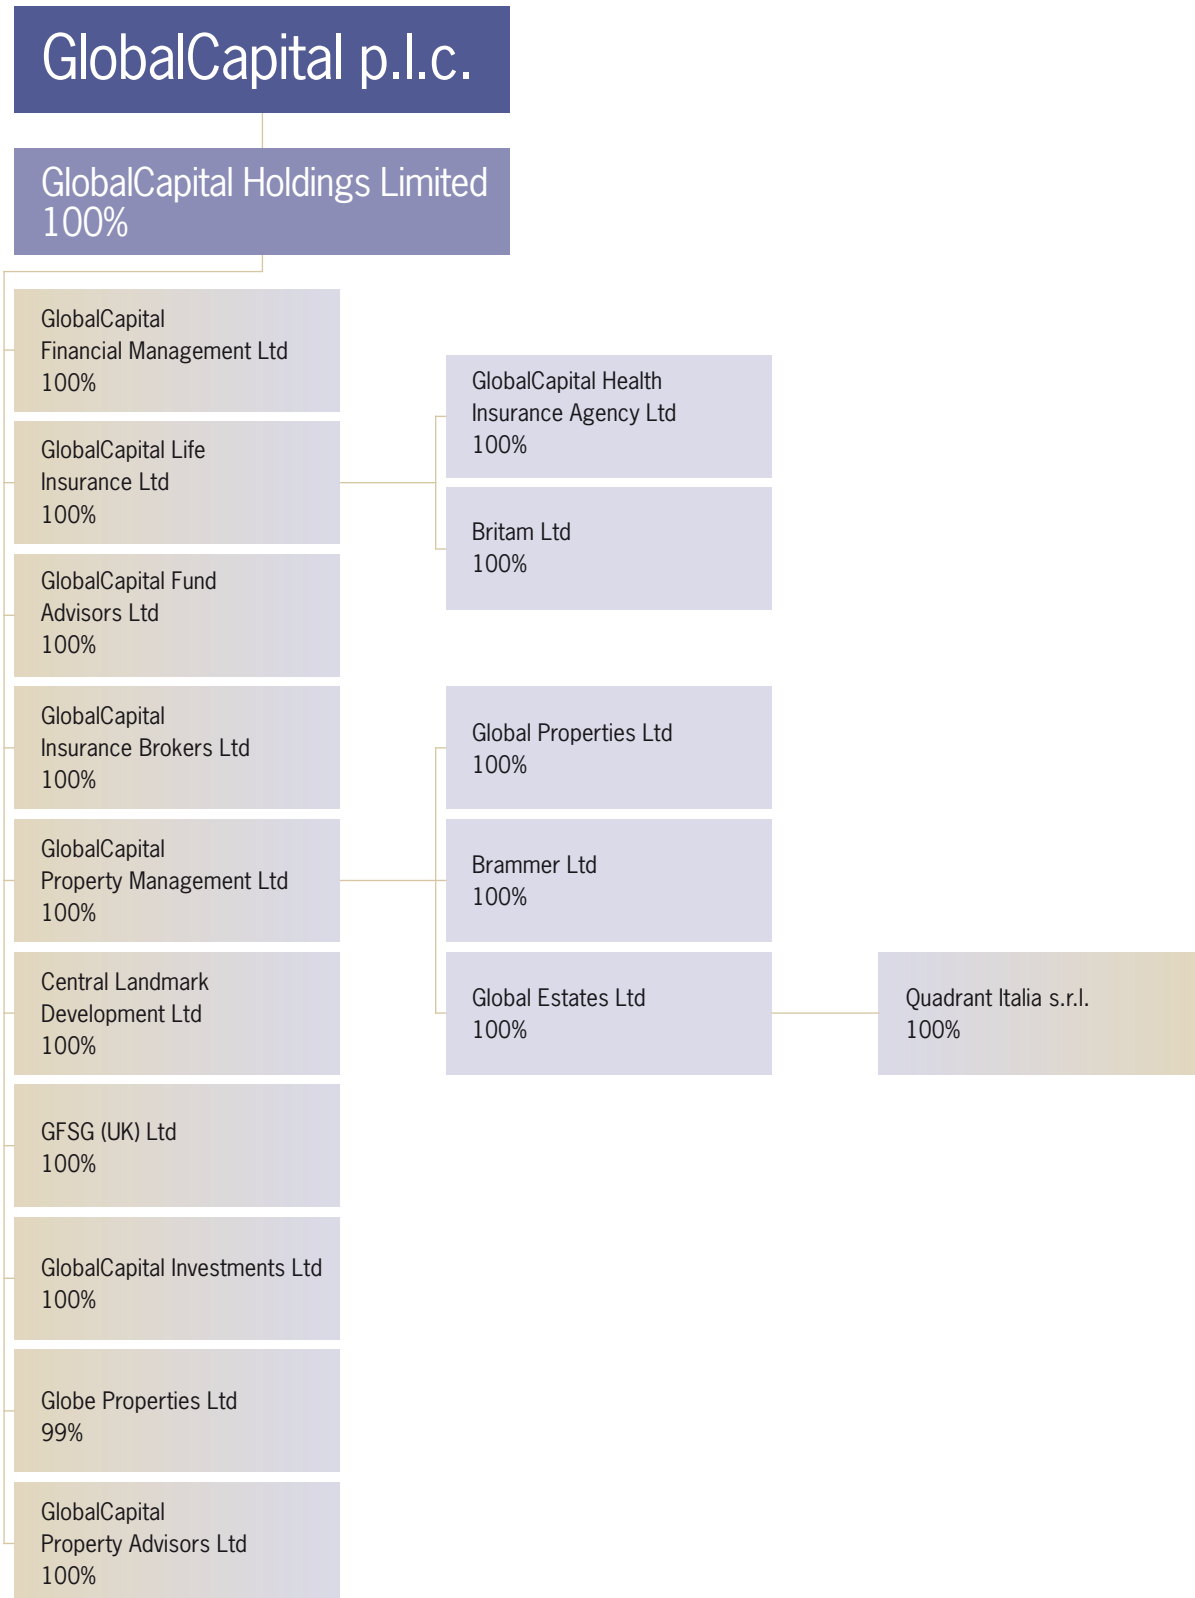 GlobalCapital p.l.c.
GlobalCapital Holdings Limited
100%
GlobalCapital
Financial Management Ltd
100%
GlobalCapital Life
Insurance Ltd
100%
GlobalCapital Health
Insurance Agency Ltd
100%
Britam Ltd
100%
GlobalCapital Fund
Advisors Ltd
100%
GlobalCapital
Insurance Brokers Ltd
100%
GlobalCapital
Property Management Ltd
100%
Global Properties Ltd
100%
Brammer Ltd
100%
Global Estates Ltd
100%
Quadrant Italia s.r.l.
100%
Central Landmark
Development Ltd
100%
GFSG (UK) Ltd
100%
GlobalCapital Investments Ltd
100%
Globe Properties Ltd
99%
GlobalCapital
Property Advisors Ltd
100%